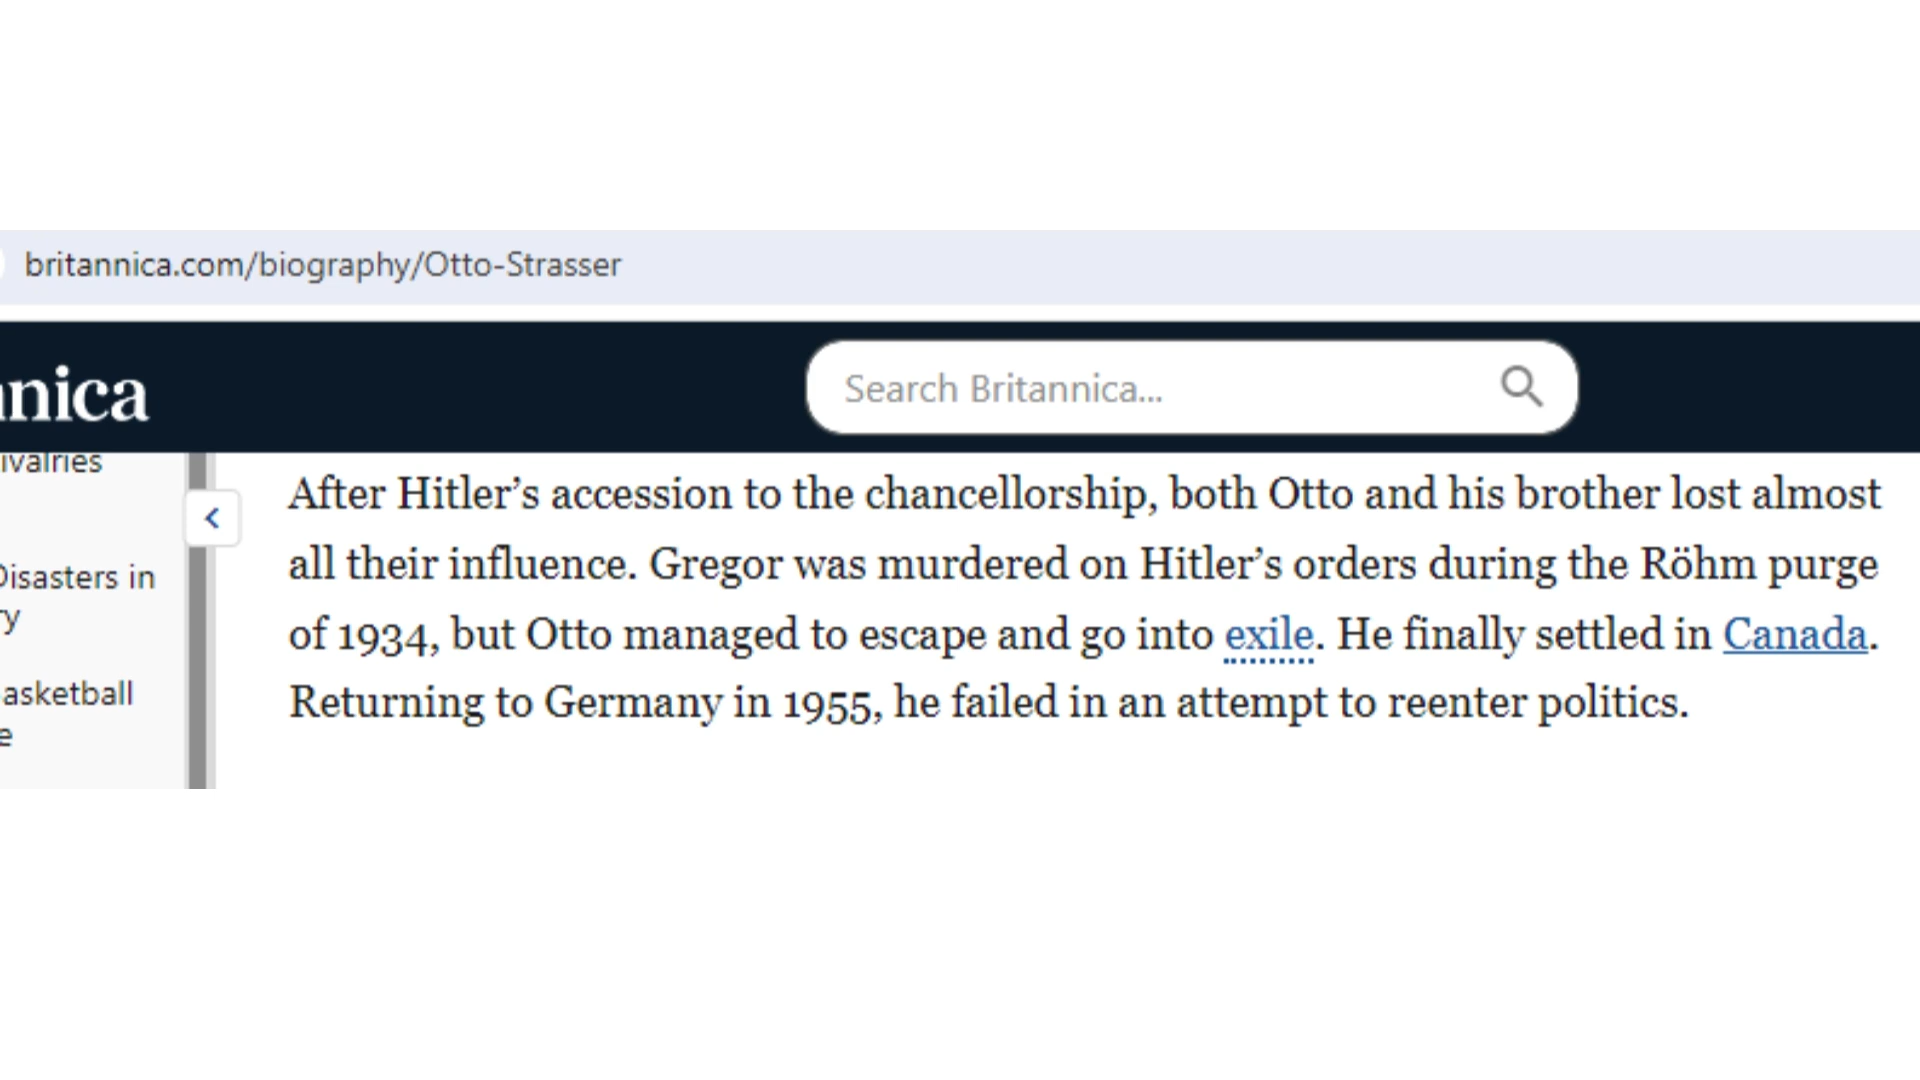 britannica.com/biography/Otto-Strasser
nnica
Search Britannica...
ivalries
Disasters in
ry
asketball
e
After Hitler’s accession to the chancellorship, both Otto and his brother lost almost
all their influence. Gregor was murdered on Hitler’s orders during the Röhm purge
of 1934, but Otto managed to escape and go into exile. He finally settled in Canada.
Returning to Germany in 1955, he failed in an attempt to reenter politics.